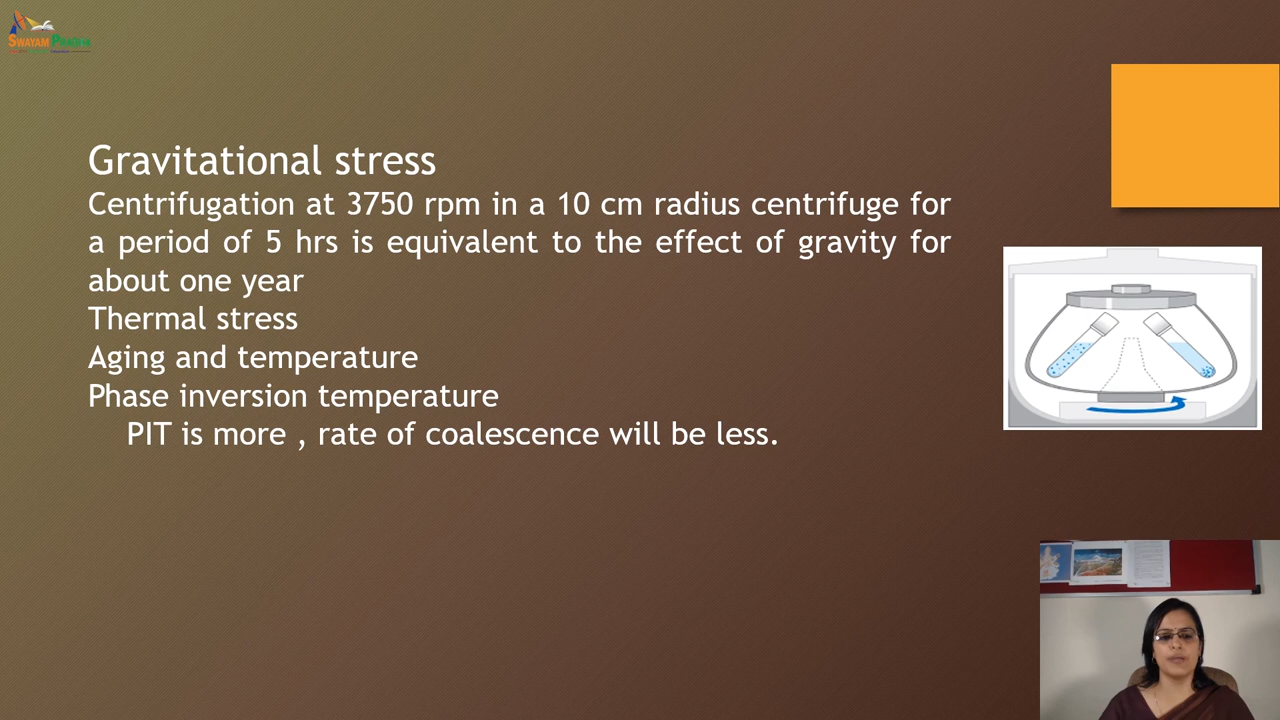 SWAYAM PRABHA
Gravitational stress
Centrifugation at 3750 rpm in a 10 cm radius centrifuge for
a period of 5 hrs is equivalent to the effect of gravity for
about one year
Thermal stress
Aging and temperature
Phase inversion temperature
PIT is more , rate of coalescence will be less.